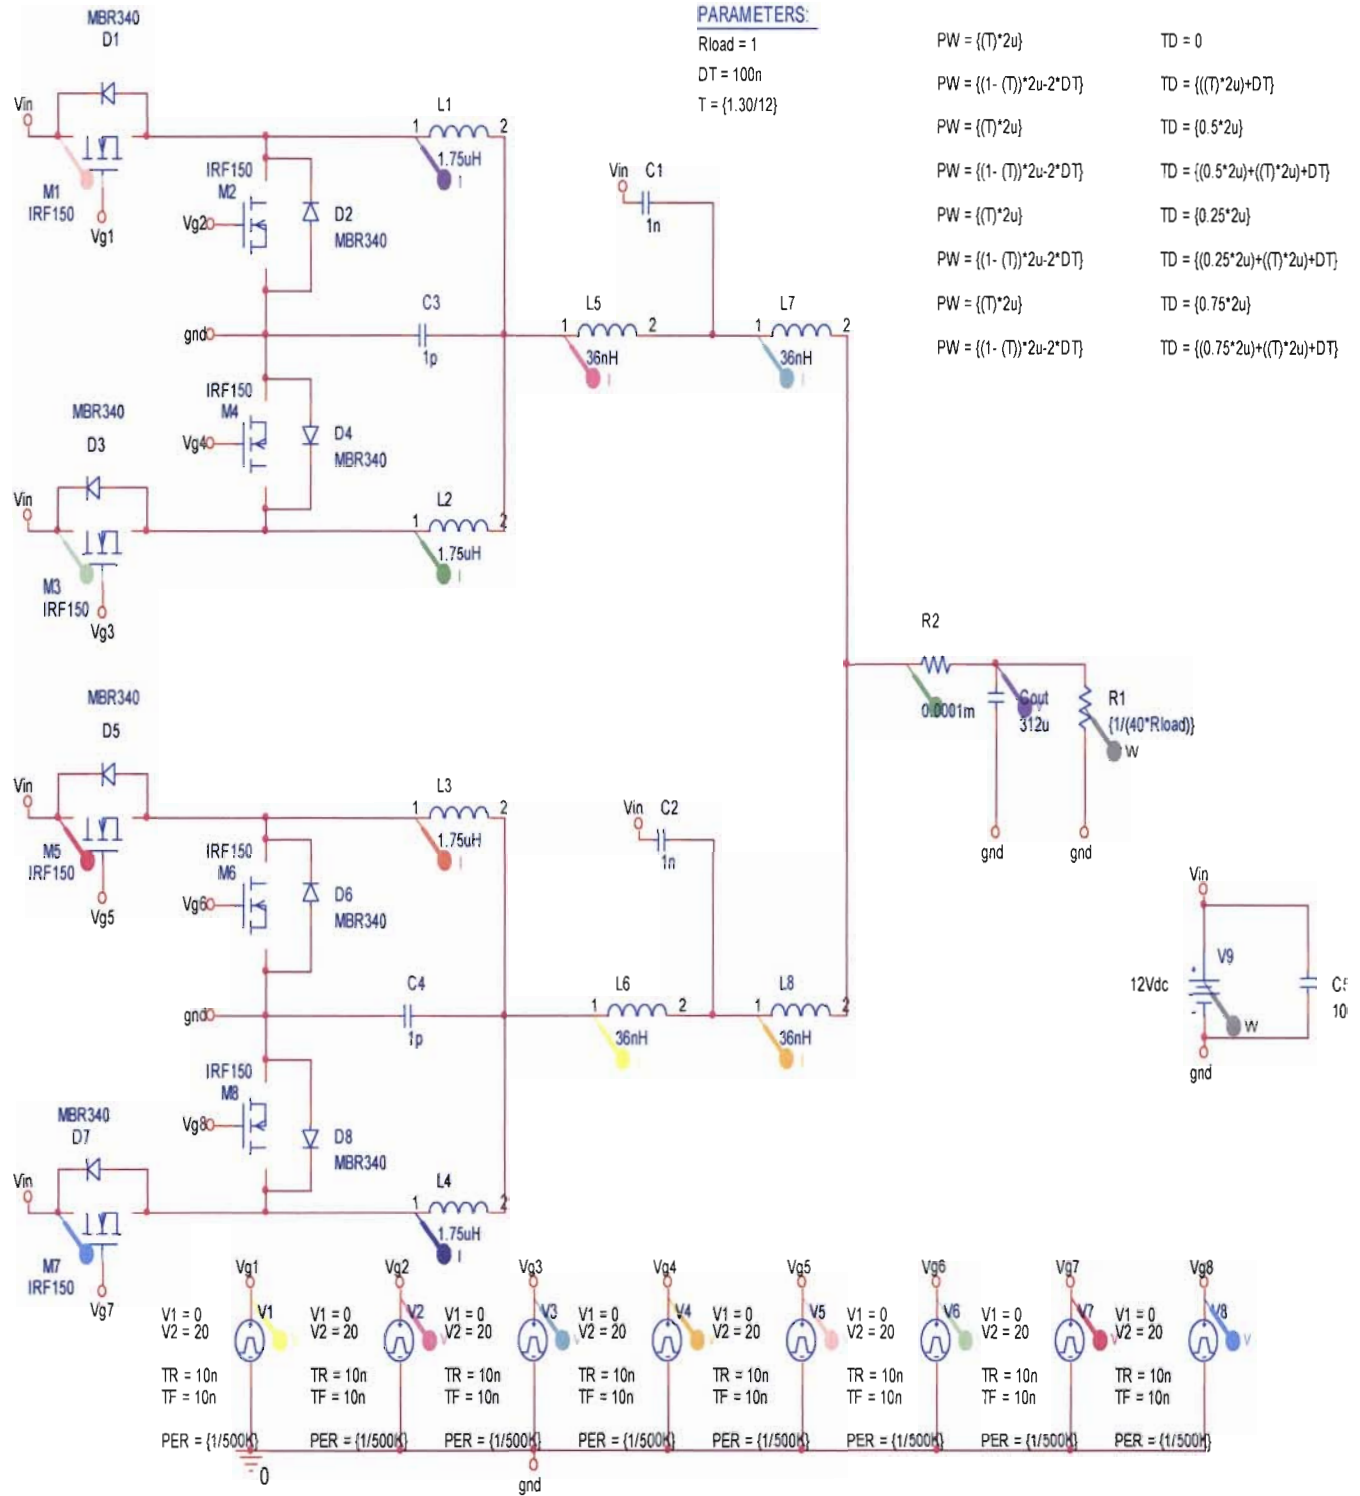 PARAMETERS:
Rload = 1
DT = 100n
T = {1.30/12}
PW = {(T)*2u} TD = 0
PW = {(1- (T))*2u-2*DT} TD = {((T)*2u)+DT}
PW = {(T)*2u} TD = {0.5*2u}
PW = {(1- (T))*2u-2*DT} TD = {(0.5*2u)+((T)*2u)+DT}
PW = {(T)*2u} TD = {0.25*2u}
PW = {(1- (T))*2u-2*DT} TD = {(0.25*2u)+((T)*2u)+DT}
PW = {(T)*2u} TD = {0.75*2u}
PW = {(1- (T))*2u-2*DT} TD = {(0.75*2u)+((T)*2u)+DT}
MBR340
D1
Vin
M1
IRF150
Vg1
IRF150
M2
Vg2
D2
MBR340
L1
1 2
1.75uH
I
Vin
C1
1n
gnd
C3
1p
L5
1 2
36nH
I
L7
1 2
36nH
I
IRF150
M4
Vg4
D4
MBR340
MBR340
D3
Vin
M3
IRF150
Vg3
L2
1 2
1.75uH
I
R2
0.0001m
Cout
V
312u
R1
{1/(40*Rload)}
W
gnd
gnd
MBR340
D5
Vin
M5
IRF150
Vg5
IRF150
M6
Vg6
D6
MBR340
L3
1 2
1.75uH
I
Vin
C2
1n
gnd
C4
1p
L6
1 2
36nH
I
L8
1 2
36nH
I
Vin
12Vdc
V9
+
-
W
gnd
IRF150
M8
Vg8
D8
MBR340
MBR340
D7
Vin
M7
IRF150
Vg7
L4
1 2
1.75uH
I
Vg1 Vg2 Vg3 Vg4 Vg5 Vg6 Vg7 Vg8
V1 V2 V3 V4 V5 V6 V7 V8
V1 = 0 V1 = 0 V1 = 0 V1 = 0 V1 = 0 V1 = 0 V1 = 0 V1 = 0
V2 = 20 V2 = 20 V2 = 20 V2 = 20 V2 = 20 V2 = 20 V2 = 20 V2 = 20
TR = 10n TR = 10n TR = 10n TR = 10n TR = 10n TR = 10n TR = 10n TR = 10n
TF = 10n TF = 10n TF = 10n TF = 10n TF = 10n TF = 10n TF = 10n TF = 10n
PER = {1/500K} PER = {1/500K} PER = {1/500K} PER = {1/500K} PER = {1/500K} PER = {1/500K} PER = {1/500K} PER = {1/500K}
0
gnd